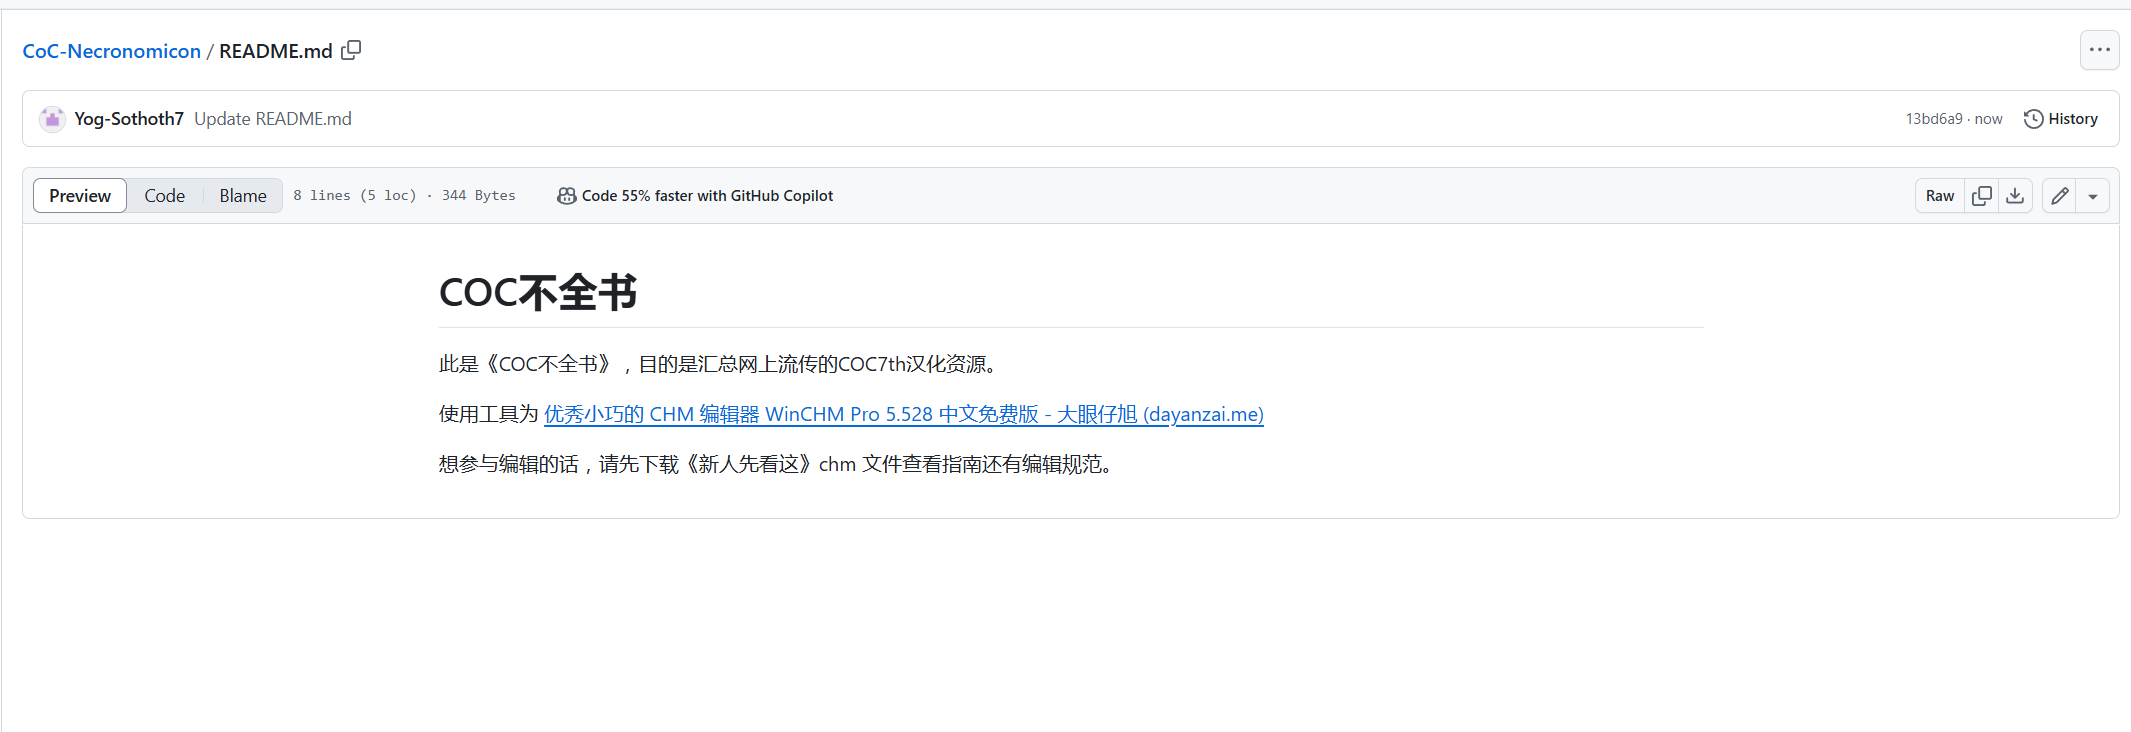 CoC-Necronomicon / README.md
Yog-Sothoth7 Update README.md 13bd6a9 · now History
Preview Code Blame 8 lines (5 loc) · 344 Bytes Code 55% faster with GitHub Copilot Raw
COC不全书
此是《COC不全书》，目的是汇总网上流传的COC7th汉化资源。
使用工具为 优秀小巧的 CHM 编辑器 WinCHM Pro 5.528 中文免费版 - 大眼仔旭 (dayanzai.me)
想参与编辑的话，请先下载《新人先看这》chm 文件查看指南还有编辑规范。